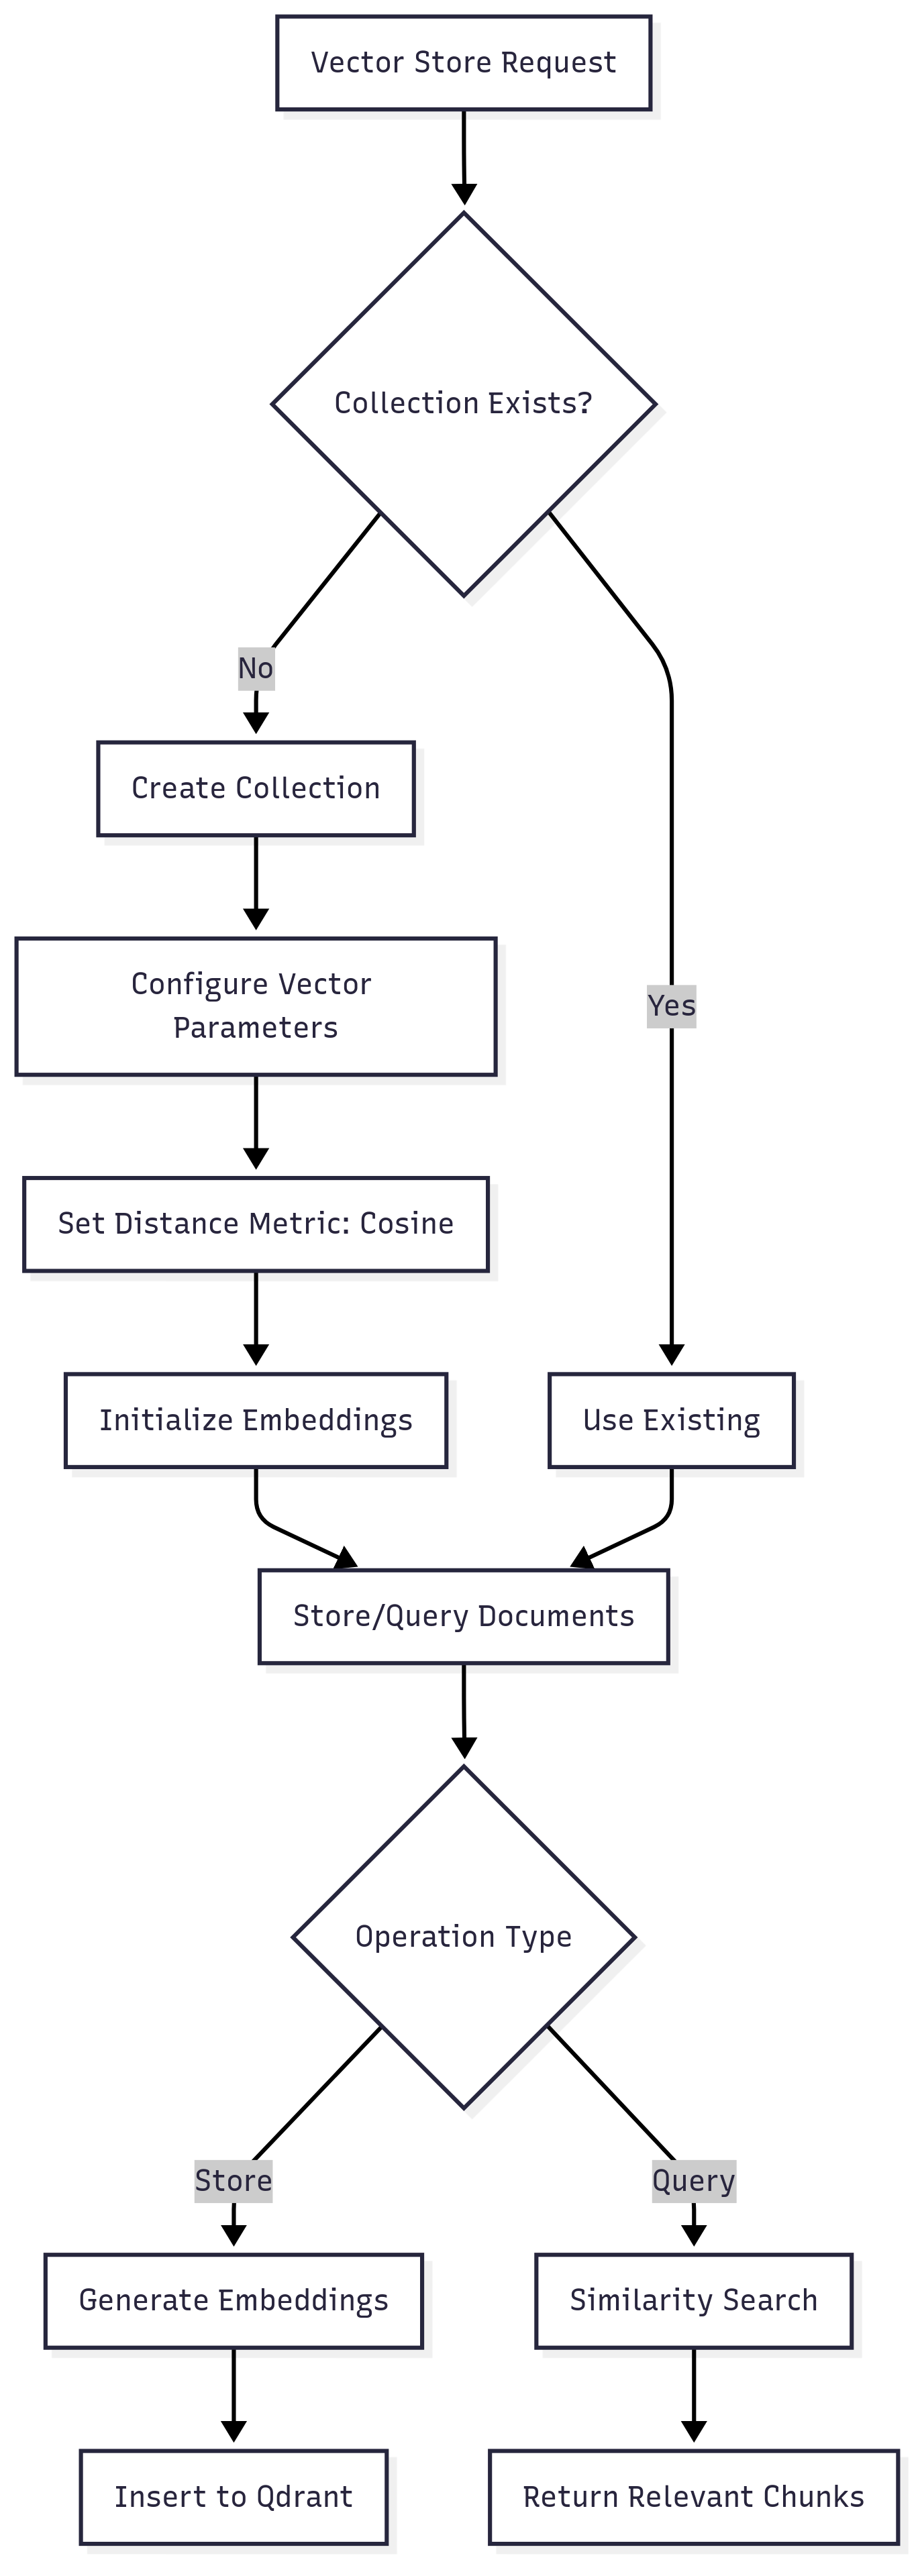 Vector Store Request
Collection Exists?
No
Create Collection
Configure Vector
Parameters
Yes
Set Distance Metric: Cosine
Initialize Embeddings
Use Existing
Store/Query Documents
Operation Type
Store
Query
Generate Embeddings
Similarity Search
Insert to Qdrant
Return Relevant Chunks